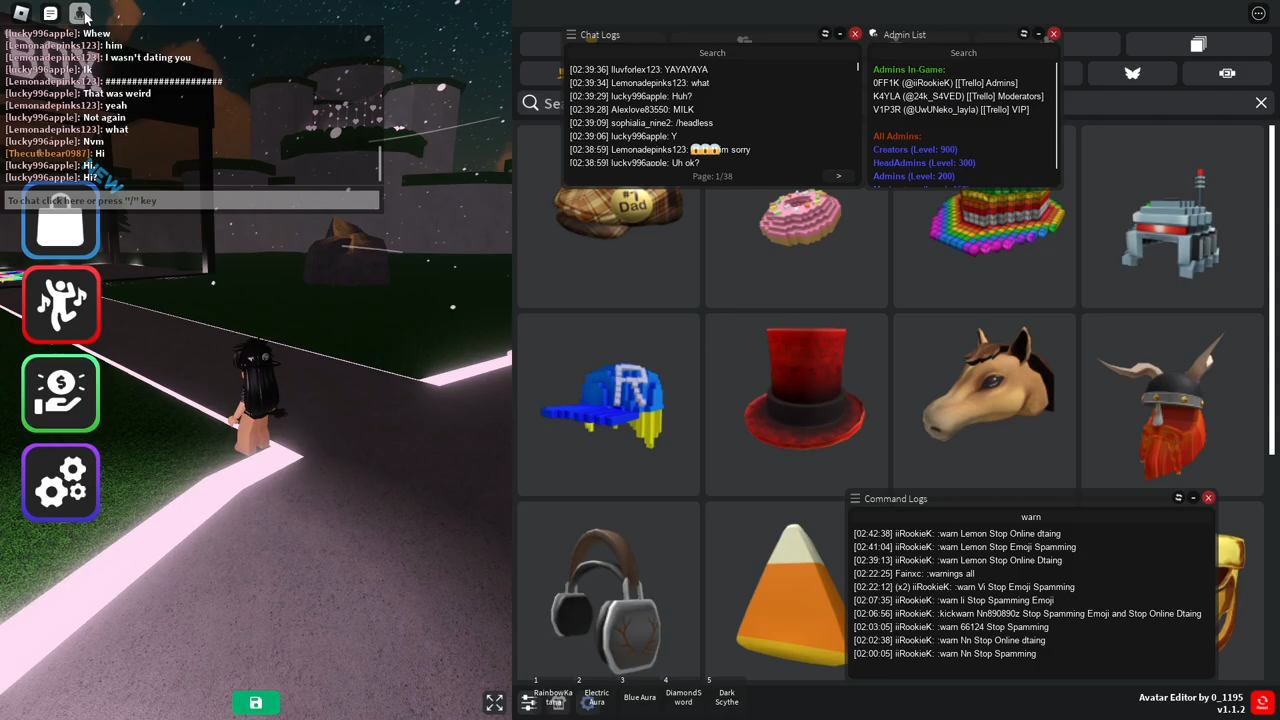 [lucky996apple]: Whew
[Lemonadepinks123]: him
[Lemonadepinks123]: I wasn't dating you
[lucky996apple]: Ik
[Lemonadepinks123]: #####################
[lucky996apple]: That was weird
[Lemonadepinks123]: yeah
[lucky996apple]: Not again
[Lemonadepinks123]: what
[lucky996apple]: Nvm
[Thecutebear0987]: Hi
[lucky996apple]: Hi
[lucky996apple]: Hi?
To chat click here or press "/" key
NEW
Chat Logs
Search
[02:39:36] lluvforlex123: YAYAYAYA
[02:39:34] Lemonadepinks123: what
[02:39:29] lucky996apple: Huh?
[02:39:28] Alexlove83550: MILK
[02:39:09] sophialia_nine2: /headless
[02:39:06] lucky996apple: Y
[02:38:59] Lemonadepinks123: 😱😱😱m sorry
[02:38:59] lucky996apple: Uh ok?
Page: 1/38
>
Admin List
Search
Admins In-Game:
0FF1K (@iiRookieK) [[Trello] Admins]
K4YLA (@24k_S4VED) [[Trello] Moderators]
V1P3R (@UwUNeko_layla) [[Trello] VIP]
All Admins:
Creators (Level: 900)
HeadAdmins (Level: 300)
Admins (Level: 200)
#1
Dad
R
Command Logs
warn
[02:42:38] iiRookieK: :warn Lemon Stop Online dtaing
[02:41:04] iiRookieK: :warn Lemon Stop Emoji Spamming
[02:39:13] iiRookieK: :warn Lemon Stop Online Dtaing
[02:22:25] Fainxc: :warnings all
[02:22:12] (x2) iiRookieK: :warn Vi Stop Emoji Spamming
[02:07:35] iiRookieK: :warn li Stop Spamming Emoji
[02:06:56] iiRookieK: :kickwarn Nn890890z Stop Spamming Emoji and Stop Online Dtaing
[02:03:05] iiRookieK: :warn 66124 Stop Spamming
[02:02:38] iiRookieK: :warn Nn Stop Online dtaing
[02:00:05] iiRookieK: :warn Nn Stop Spamming
1
RainbowKa
tana
2
Electric
Aura
3
Blue Aura
4
DiamondS
word
5
Dark
Scythe
Avatar Editor by 0_1195
v1.1.2
Reset